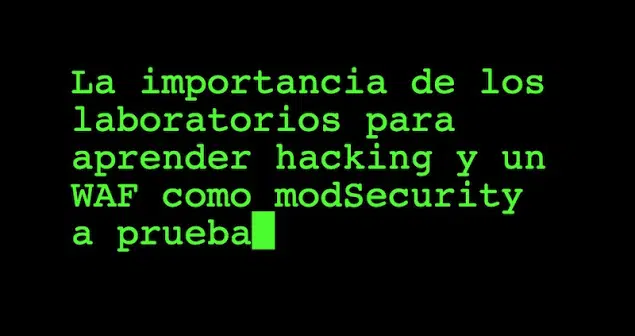 La importancia de los
laboratorios para
aprender hacking y un
WAF como modSecurity
a prueba